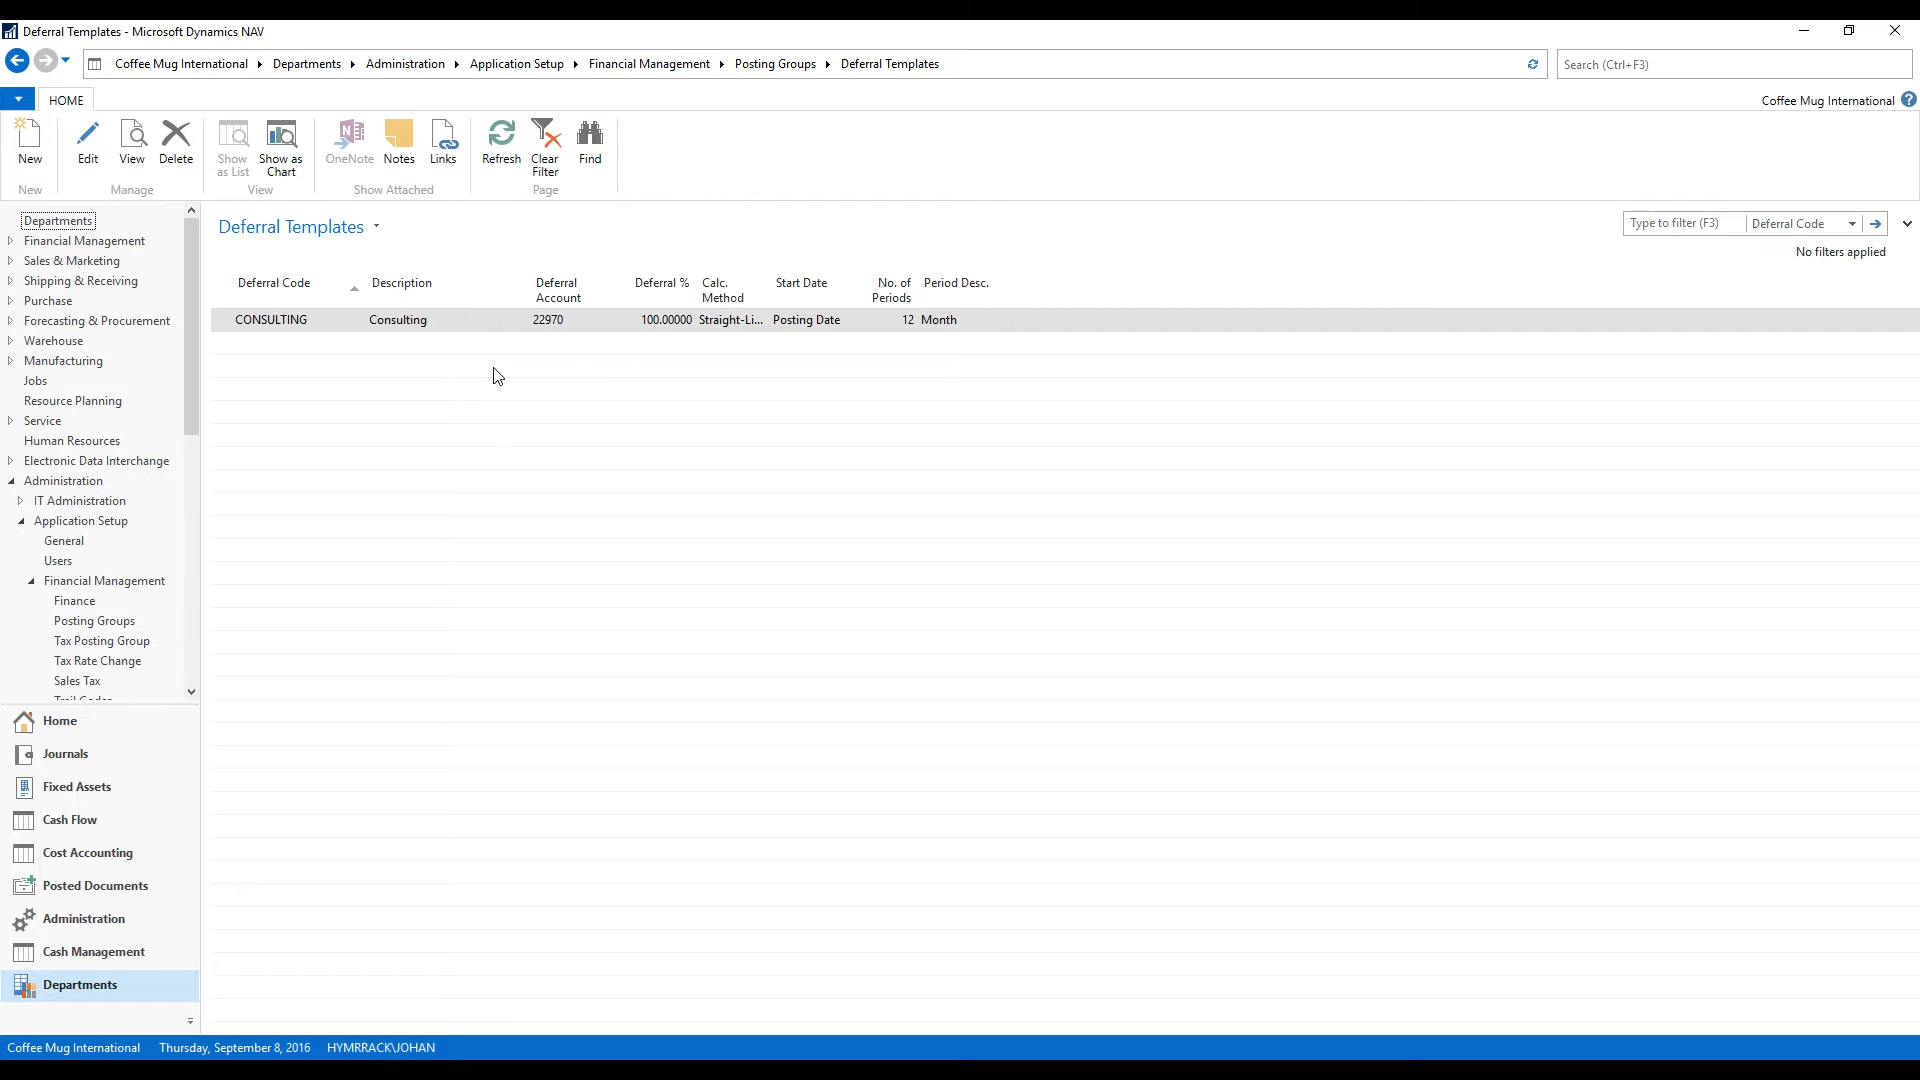 Deferral Templates - Microsoft Dynamics NAV
Coffee Mug International Departments Administration Application Setup Financial Management Posting Groups Deferral Templates
Search (Ctrl+F3)
HOME
Coffee Mug International
New
Edit
View
Delete
Show as List
Show as Chart
OneNote
Notes
Links
Refresh
Clear Filter
Find
New
Manage
View
Show Attached
Page
Departments
Financial Management
Sales & Marketing
Shipping & Receiving
Purchase
Forecasting & Procurement
Warehouse
Manufacturing
Jobs
Resource Planning
Service
Human Resources
Electronic Data Interchange
Administration
IT Administration
Application Setup
General
Users
Financial Management
Finance
Posting Groups
Tax Posting Group
Tax Rate Change
Sales Tax
Home
Journals
Fixed Assets
Cash Flow
Cost Accounting
Posted Documents
Administration
Cash Management
Departments
Deferral Templates
Type to filter (F3)
Deferral Code
No filters applied
Deferral Code Description Deferral Account Deferral % Calc. Method Start Date No. of Periods Period Desc.
CONSULTING Consulting 22970 100.00000 Straight-Li... Posting Date 12 Month
Coffee Mug International Thursday, September 8, 2016 HYMRRACK\JOHAN